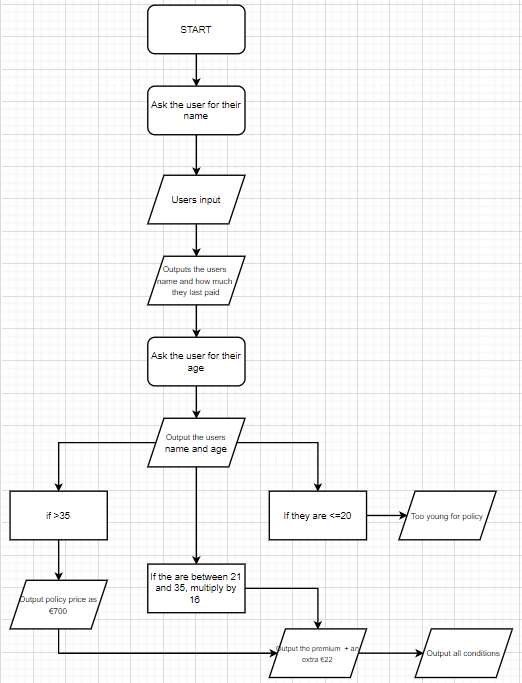 START
Ask the user for their
name
Users input
Outputs the users
name and how much
they last paid
Ask the user for their
age
Output the users
name and age
if >35
If they are <=20
Too young for policy
If the are between 21
and 35, multiply by
16
Output policy price as
€700
Output the premium + an
extra €22
Output all conditions